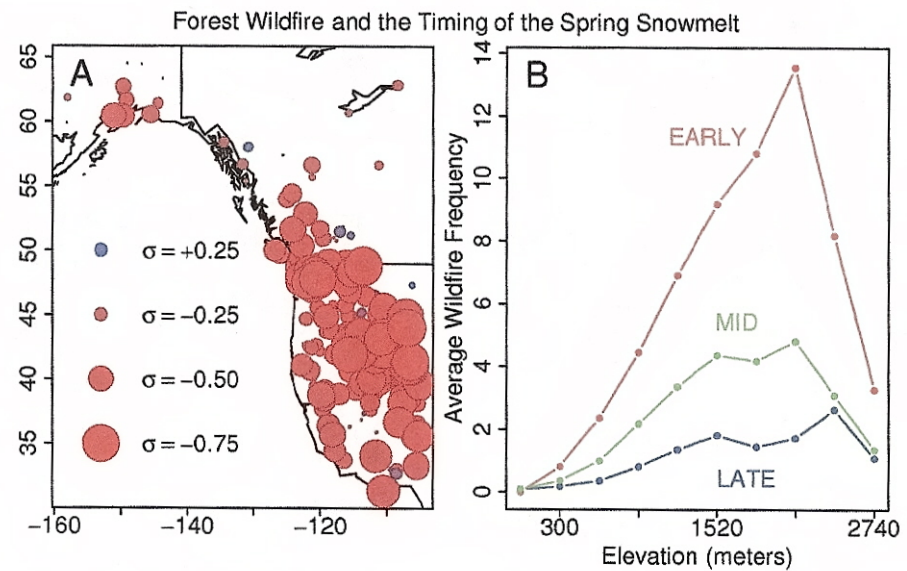 Forest Wildfire and the Timing of the Spring Snowmelt
A
65
60
55
50
45
40
35
σ = +0.25
σ = −0.25
σ = −0.50
σ = −0.75
−160
−140
−120
B
Average Wildfire Frequency
14
12
10
8
6
4
2
0
EARLY
MID
LATE
300
1520
2740
Elevation (meters)